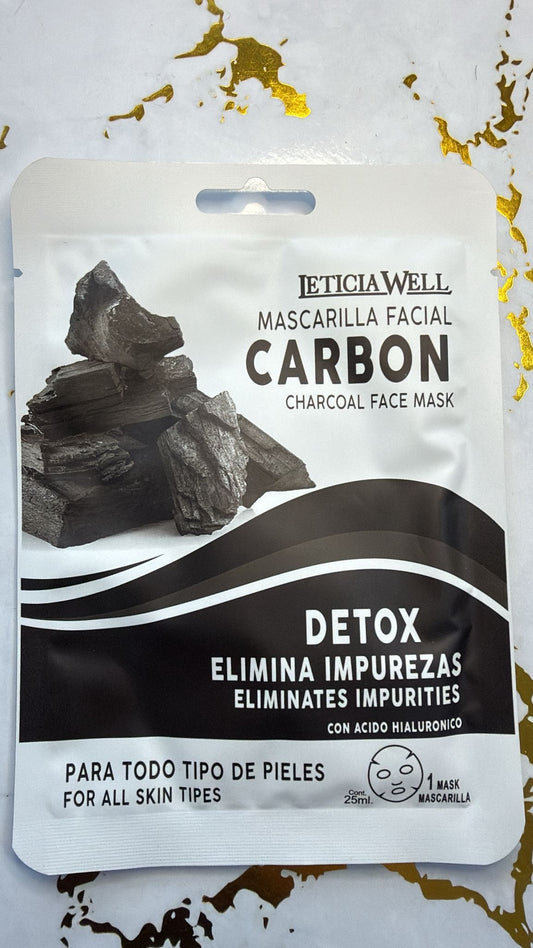 LETICIA WELL
MASCARILLA FACIAL
CARBON
CHARCOAL FACE MASK
DETOX
ELIMINA IMPUREZAS
ELIMINATES IMPURITIES
CON ACIDO HIALURONICO
PARA TODO TIPO DE PIELES
FOR ALL SKIN TIPES
Cont.
25ml.
1 MASK
MASCARILLA